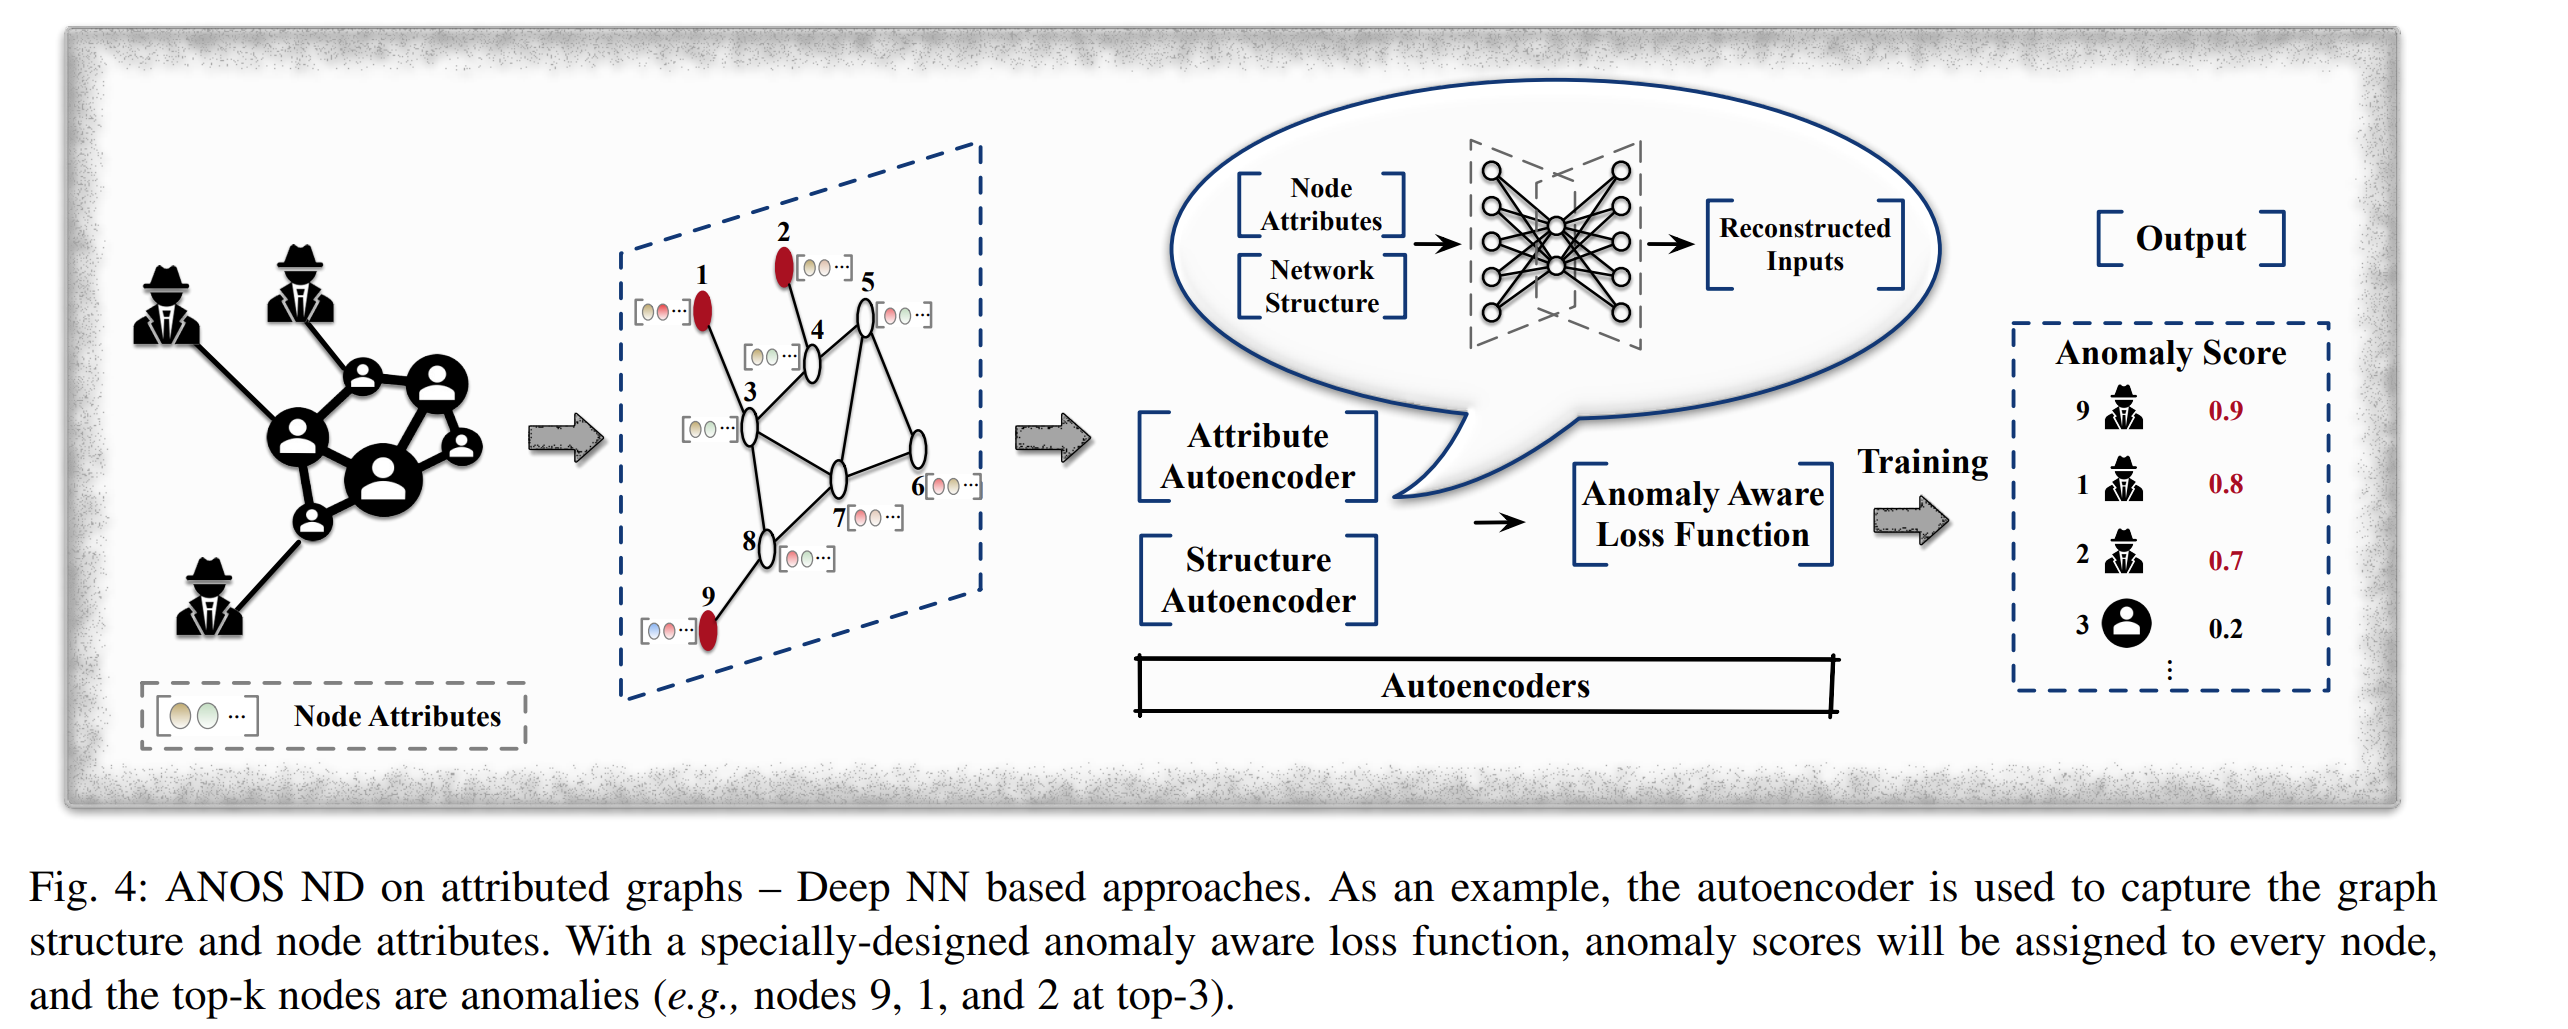 Node Attributes
1
2
3
4
5
6
7
8
9
Node
Attributes
Network
Structure
Reconstructed
Inputs
Attribute
Autoencoder
Structure
Autoencoder
Anomaly Aware
Loss Function
Autoencoders
Training
Output
Anomaly Score
9 0.9
1 0.8
2 0.7
3 0.2
Fig. 4: ANOS ND on attributed graphs – Deep NN based approaches. As an example, the autoencoder is used to capture the graph
structure and node attributes. With a specially-designed anomaly aware loss function, anomaly scores will be assigned to every node,
and the top-k nodes are anomalies (e.g., nodes 9, 1, and 2 at top-3).